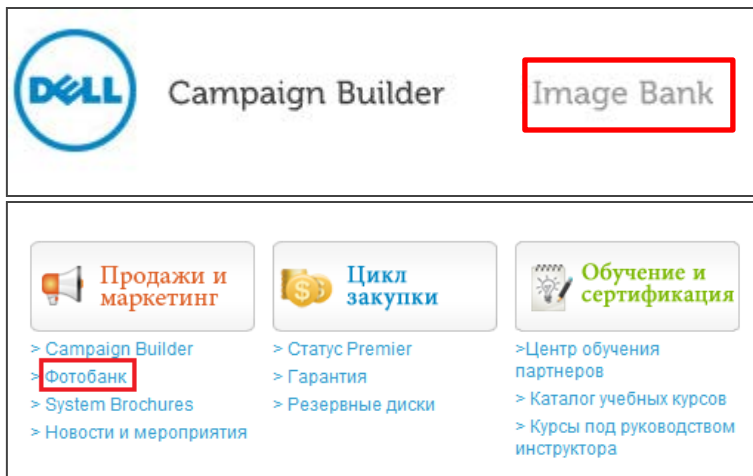 DELL
Campaign Builder
Image Bank
Продажи и
маркетинг
> Campaign Builder
> Фотобанк
> System Brochures
> Новости и мероприятия
Цикл
закупки
> Статус Premier
> Гарантия
> Резервные диски
Обучение и
сертификация
>Центр обучения
партнеров
> Каталог учебных курсов
> Курсы под руководством
инструктора